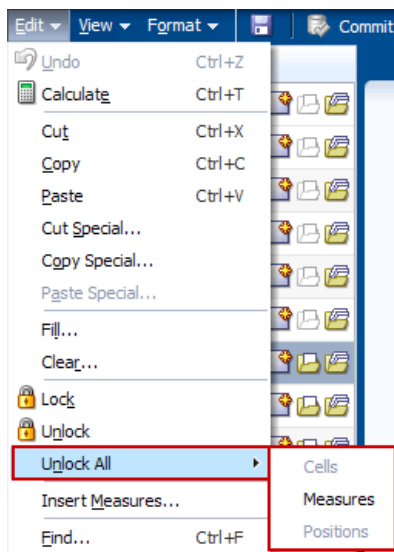 Edit View Format Commit
Undo Ctrl+Z
Calculate Ctrl+T
Cut Ctrl+X
Copy Ctrl+C
Paste Ctrl+V
Cut Special...
Copy Special...
Paste Special...
Fill...
Clear...
Lock
Unlock
Unlock All Cells
Insert Measures... Measures
Find... Ctrl+F Positions